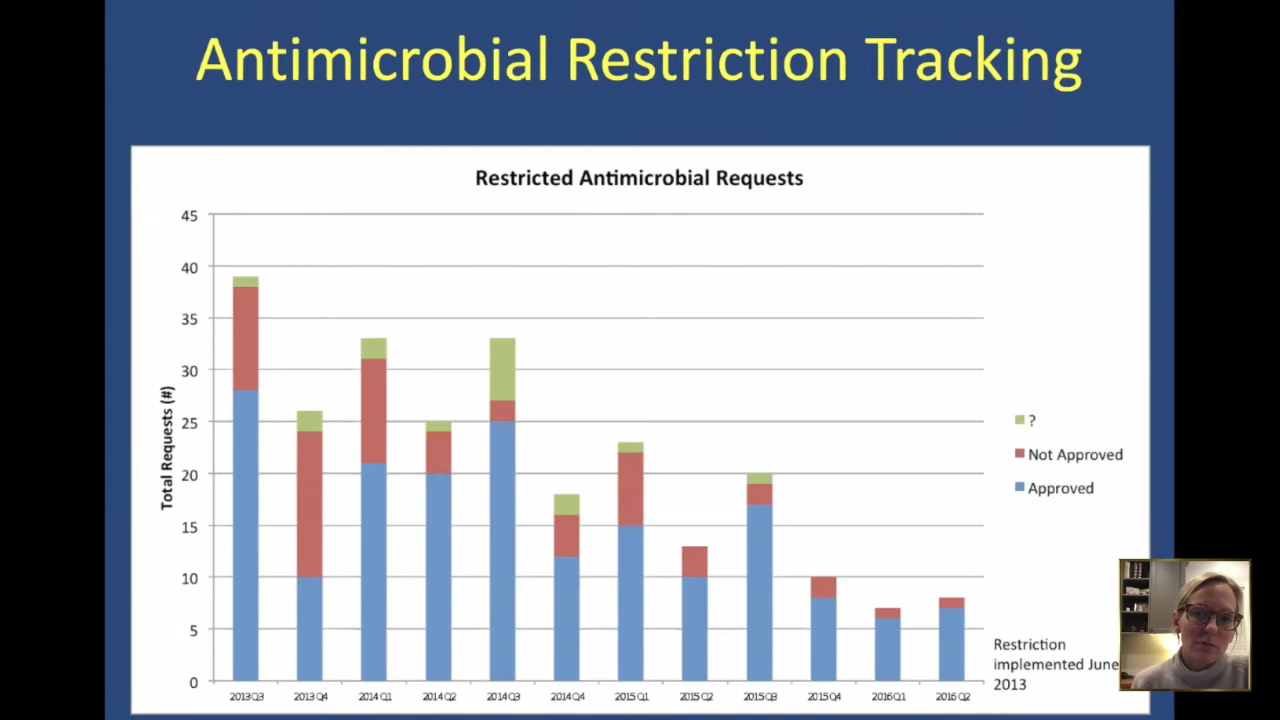 Antimicrobial Restriction Tracking
Restricted Antimicrobial Requests
45
40
35
30
25
20
15
10
5
0
Total Requests (#)
?
Not Approved
Approved
2013 Q3
2013 Q4
2014 Q1
2014 Q2
2014 Q3
2014 Q4
2015 Q1
2015 Q2
2015 Q3
2015 Q4
2016 Q1
2016 Q2
Restriction
implemented June
2013